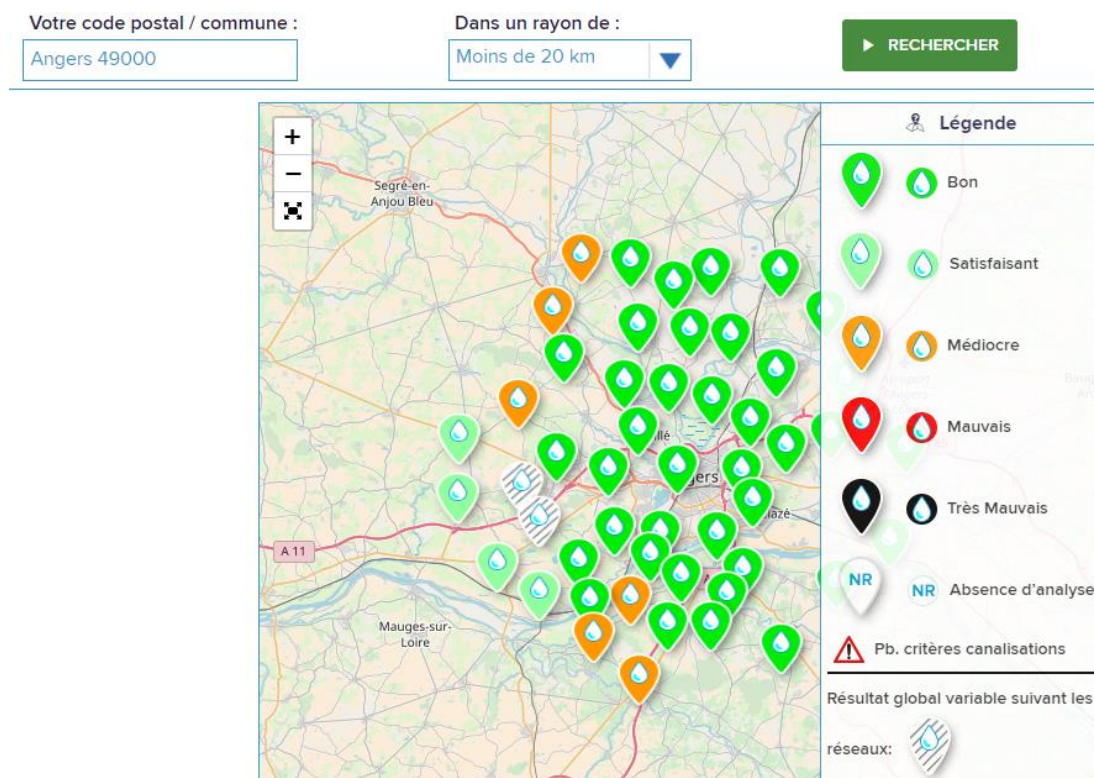 Votre code postal / commune :
Dans un rayon de :
Angers 49000
Moins de 20 km
RECHERCHER
+
−
Légende
Bon
Satisfaisant
Médiocre
Mauvais
Très Mauvais
NR NR Absence d'analyse
Pb. critères canalisations
Résultat global variable suivant les
réseaux:
Segré-en-
Anjou Bleu
A 11
Mauges-sur-
Loire